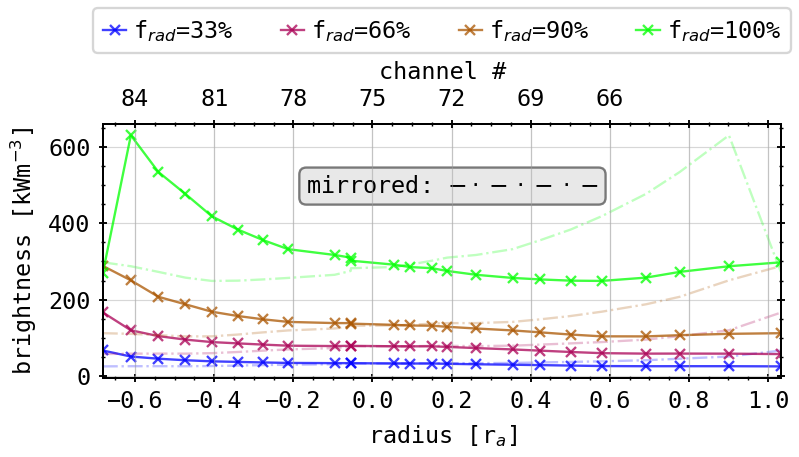 f_rad=33% f_rad=66% f_rad=90% f_rad=100%
channel #
84 81 78 75 72 69 66
mirrored: — · — · — · —
brightness [kWm⁻³]
600
400
200
0
−0.6 −0.4 −0.2 0.0 0.2 0.4 0.6 0.8 1.0
radius [r_a]